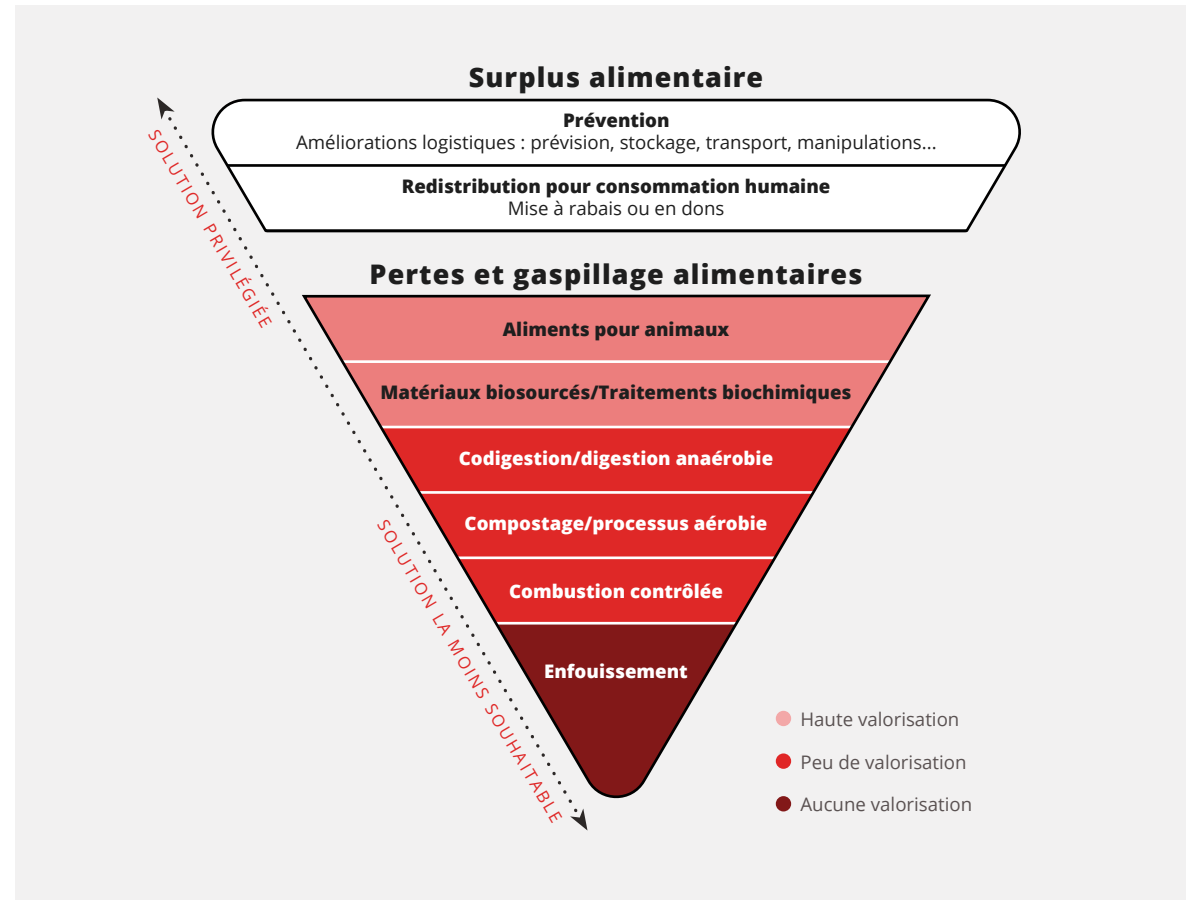 Surplus alimentaire
Prévention
Améliorations logistiques : prévision, stockage, transport, manipulations...
Redistribution pour consommation humaine
Mise à rabais ou en dons
SOLUTION PRIVILÉGIÉE
Pertes et gaspillage alimentaires
Aliments pour animaux
Matériaux biosourcés/Traitements biochimiques
Codigestion/digestion anaérobie
Compostage/processus aérobie
Combustion contrôlée
Enfouissement
SOLUTION LA MOINS SOUHAITABLE
Haute valorisation
Peu de valorisation
Aucune valorisation